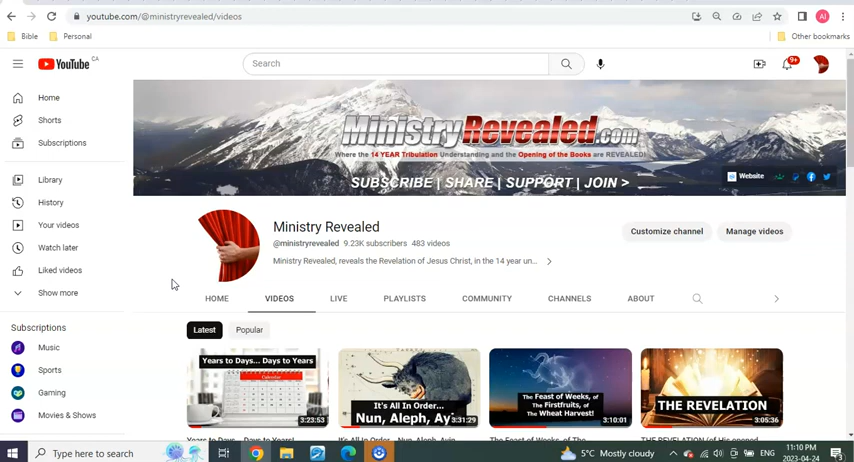 youtube.com/@ministryrevealed/videos
Bible
Personal
Other bookmarks
YouTube CA
Search
9+
AI
Home
Shorts
Subscriptions
Library
History
Your videos
Watch later
Liked videos
Show more
Subscriptions
Music
Sports
Gaming
Movies & Shows
MinistryRevealed.com
Where the 14 YEAR Tribulation Understanding and the Opening of the Books are REVEALED!
SUBSCRIBE | SHARE | SUPPORT | JOIN >
Website
Ministry Revealed
@ministryrevealed 9.23K subscribers 483 videos
Ministry Revealed, reveals the Revelation of Jesus Christ, in the 14 year un...
Customize channel
Manage videos
HOME
VIDEOS
LIVE
PLAYLISTS
COMMUNITY
CHANNELS
ABOUT
Latest
Popular
Years to Days... Days to Years
3:23:53
It's All In Order...
Nun, Aleph, Ayi
3:31:29
The Feast of Weeks, of
The Firstfruits, of
The Wheat Harvest!
3:10:01
THE REVELATION
3:05:36
Type here to search
5°C Mostly cloudy
ENG
11:10 PM
2023-04-24
3